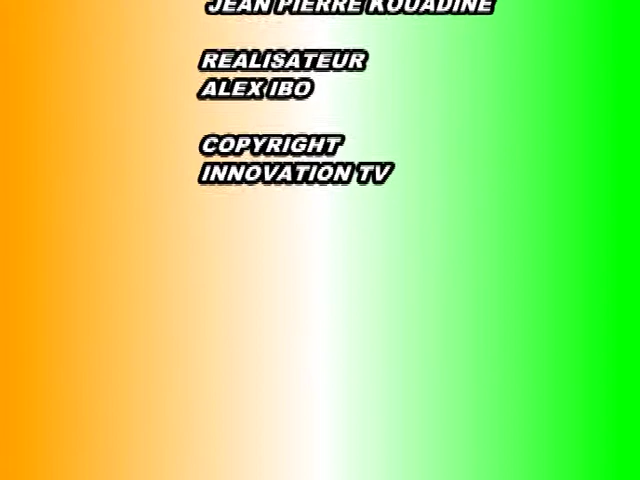 JEAN PIERRE KOUADINE
REALISATEUR
ALEX IBO
COPYRIGHT
INNOVATION TV